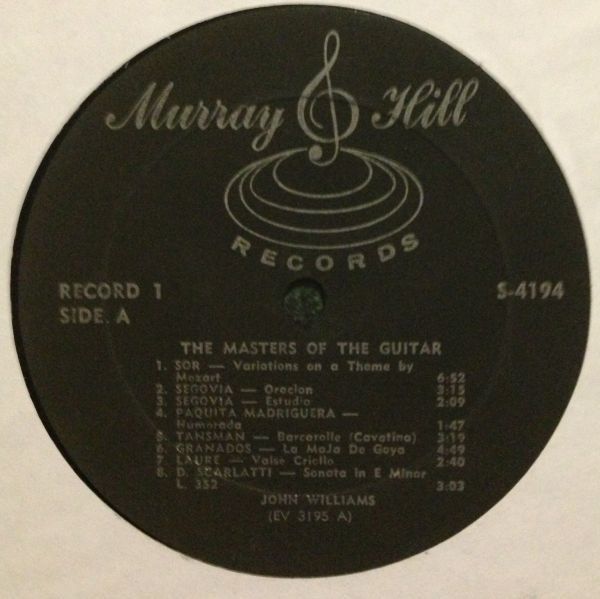 Murray Hill
RECORDS
RECORD 1
S-4194
SIDE. A
THE MASTERS OF THE GUITAR
1. SOR — Variations on a Theme by
Mozart 6:52
2. SEGOVIA — Oracion 3:15
3. SEGOVIA — Estudio 2:09
4. PAQUITA MADRIGUERA —
Humorada 1:47
5. TANSMAN — Barcarolle (Cavatina) 3:19
6. GRANADOS — La MaJa De Goya 4:49
7. LAURE — Valse Criollo 2:40
8. D. SCARLATTI — Sonata in E Minor
L. 352 3:03
JOHN WILLIAMS
(EV 3195 A)